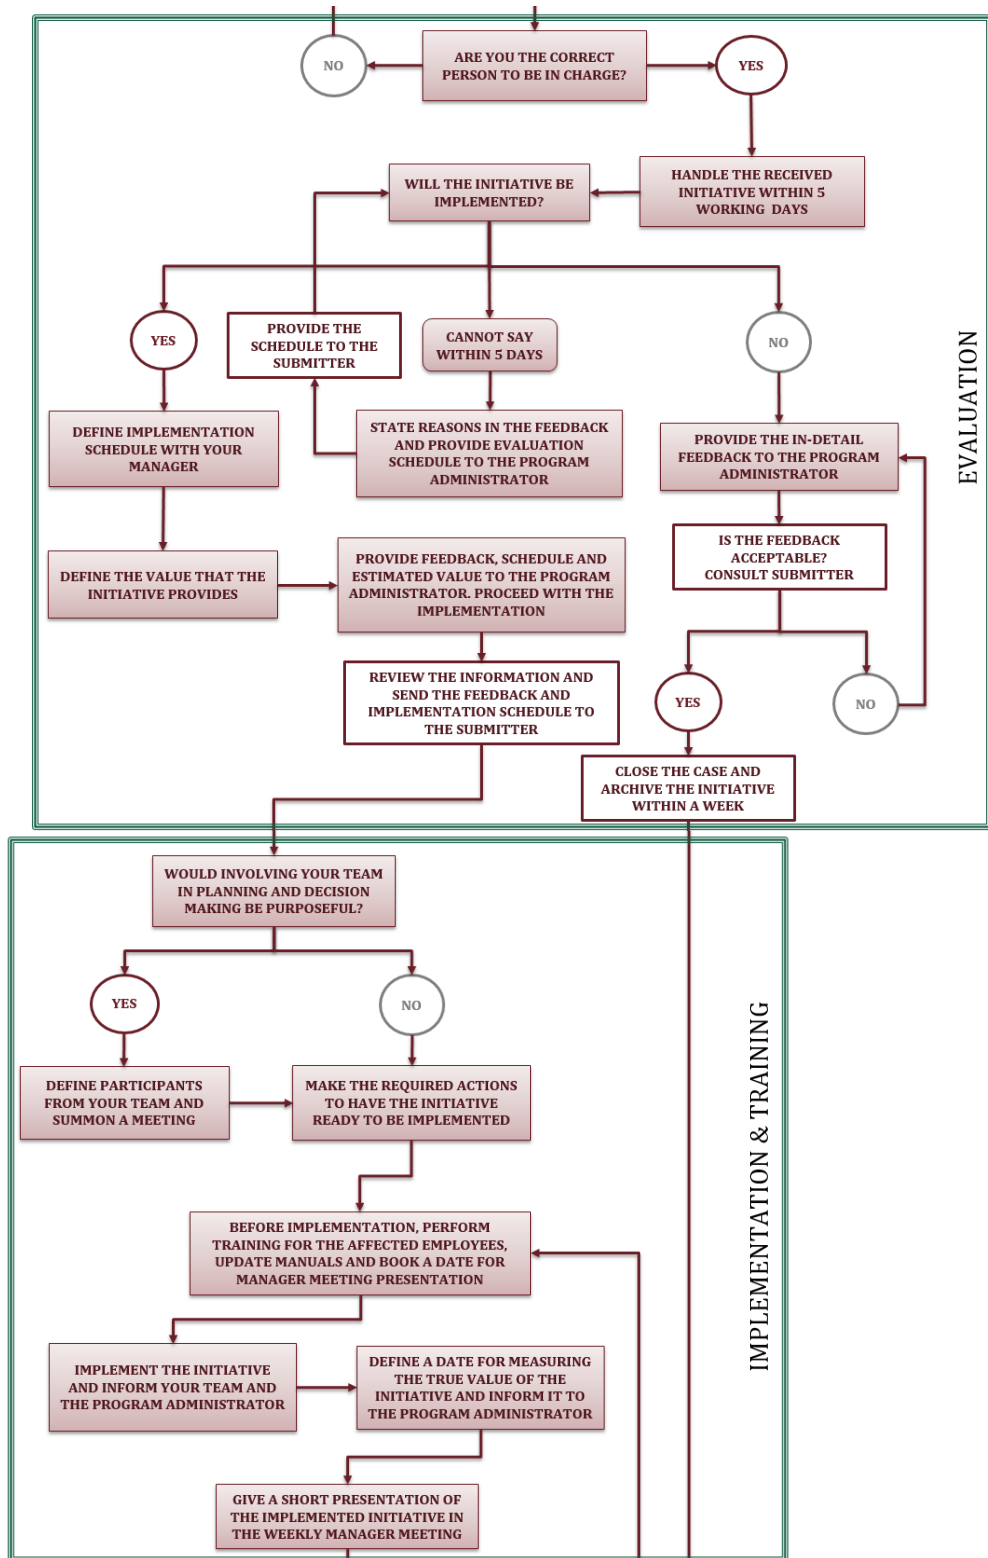 ARE YOU THE CORRECT
PERSON TO BE IN CHARGE?
NO
YES
HANDLE THE RECEIVED
INITIATIVE WITHIN 5
WORKING DAYS
WILL THE INITIATIVE BE
IMPLEMENTED?
YES
PROVIDE THE
SCHEDULE TO THE
SUBMITTER
CANNOT SAY
WITHIN 5 DAYS
NO
EVALUATION
DEFINE IMPLEMENTATION
SCHEDULE WITH YOUR
MANAGER
STATE REASONS IN THE FEEDBACK
AND PROVIDE EVALUATION
SCHEDULE TO THE PROGRAM
ADMINISTRATOR
PROVIDE THE IN-DETAIL
FEEDBACK TO THE PROGRAM
ADMINISTRATOR
DEFINE THE VALUE THAT THE
INITIATIVE PROVIDES
PROVIDE FEEDBACK, SCHEDULE AND
ESTIMATED VALUE TO THE PROGRAM
ADMINISTRATOR. PROCEED WITH THE
IMPLEMENTATION
IS THE FEEDBACK
ACCEPTABLE?
CONSULT SUBMITTER
REVIEW THE INFORMATION AND
SEND THE FEEDBACK AND
IMPLEMENTATION SCHEDULE TO
THE SUBMITTER
YES
NO
CLOSE THE CASE AND
ARCHIVE THE INITIATIVE
WITHIN A WEEK
WOULD INVOLVING YOUR TEAM
IN PLANNING AND DECISION
MAKING BE PURPOSEFUL?
YES
NO
DEFINE PARTICIPANTS
FROM YOUR TEAM AND
SUMMON A MEETING
MAKE THE REQUIRED ACTIONS
TO HAVE THE INITIATIVE
READY TO BE IMPLEMENTED
IMPLEMENTATION & TRAINING
BEFORE IMPLEMENTATION, PERFORM
TRAINING FOR THE AFFECTED EMPLOYEES,
UPDATE MANUALS AND BOOK A DATE FOR
MANAGER MEETING PRESENTATION
IMPLEMENT THE INITIATIVE
AND INFORM YOUR TEAM AND
THE PROGRAM ADMINISTRATOR
DEFINE A DATE FOR MEASURING
THE TRUE VALUE OF THE
INITIATIVE AND INFORM IT TO
THE PROGRAM ADMINISTRATOR
GIVE A SHORT PRESENTATION OF
THE IMPLEMENTED INITIATIVE IN
THE WEEKLY MANAGER MEETING